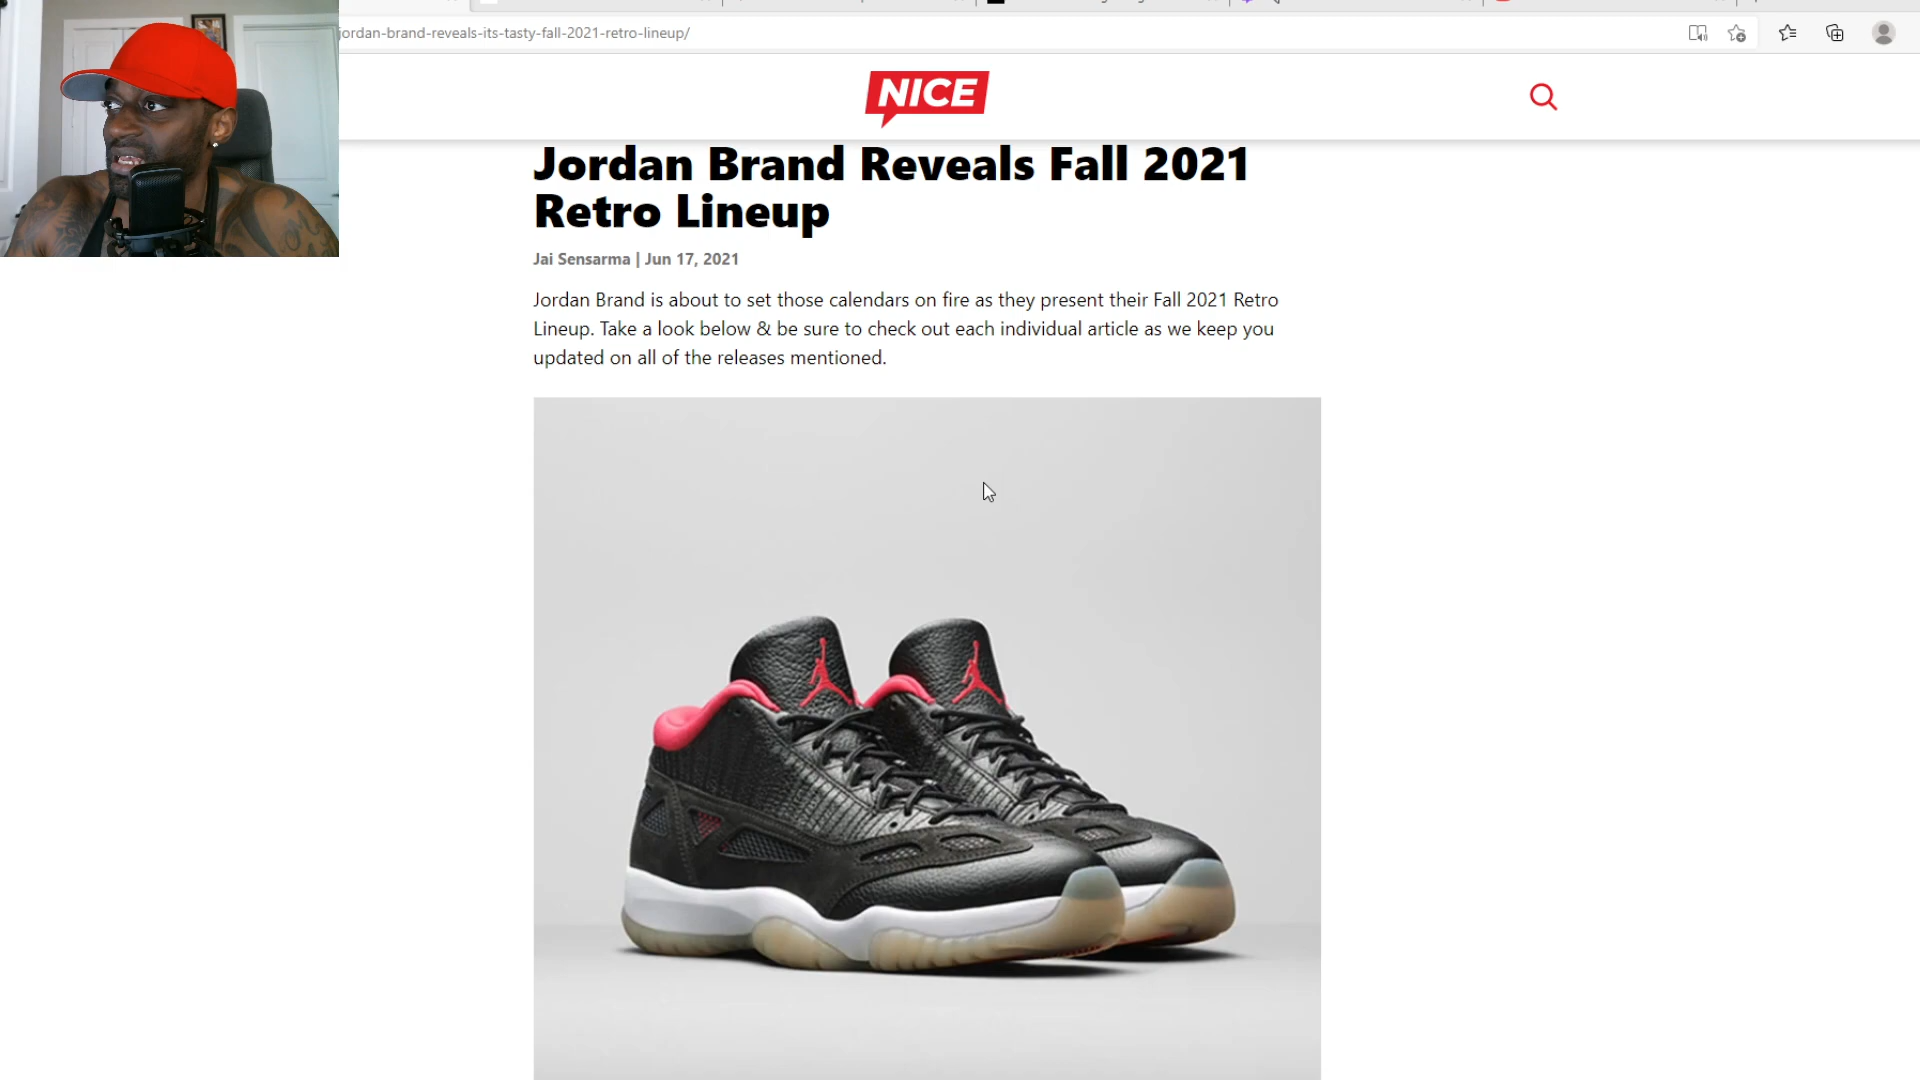 jordan-brand-reveals-its-tasty-fall-2021-retro-lineup/
NICE
Jordan Brand Reveals Fall 2021
Retro Lineup
Jai Sensarma | Jun 17, 2021
Jordan Brand is about to set those calendars on fire as they present their Fall 2021 Retro
Lineup. Take a look below & be sure to check out each individual article as we keep you
updated on all of the releases mentioned.